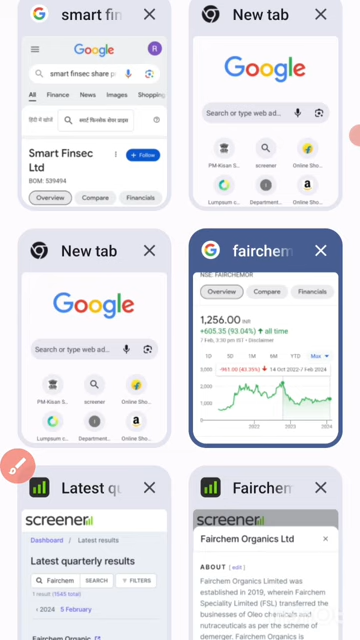 smart fins
New tab
Google
R
smart finsec share p
All Finance News Images Shopping
हिंदी में खोजें
स्मार्ट फिनसेक शेयर प्राइस
Smart Finsec
Ltd
+ Follow
BOM: 539494
Overview Compare Financials
Google
Search or type web ad...
PM-Kisan S...
screener
Online Sho...
Lumpsum c...
Department...
Online Sho...
New tab
fairchem
Google
Search or type web ad...
PM-Kisan S...
screener
Online Sho...
Lumpsum c...
Department...
Online Sho...
NSE: FAIRCHEMOR
Overview Compare Financials
1,256.00 INR
+605.35 (93.04%) ↑ all time
7 Feb, 3:30 pm IST • Disclaimer
1D 5D 1M 6M YTD Max
3,000
-961.00 (43.35%) ↓ 14 Oct 2022-7 Feb 2024
2,000
1,000
0
2022 2023 2024
Latest qu
Fairchem
screener
Dashboard / Latest results
Latest quarterly results
Fairchem
SEARCH
FILTERS
1 result (1545 total)
‹ 2024 5 February
Fairchem Organic
screener
Fairchem Organics Ltd
×
ABOUT [ edit ]
Fairchem Organics Limited was
established in 2019, wherein Fairchem
Speciality Limited (FSL) transferred the
businesses of Oleo chemicals and
nutraceuticals as per the scheme of
demerger. Fairchem Organics is